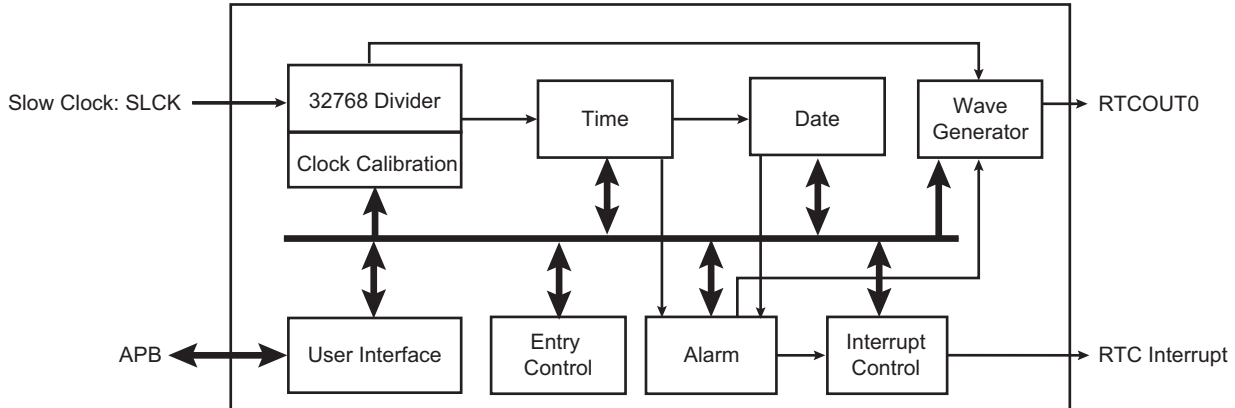 Slow Clock: SLCK
32768 Divider
Clock Calibration
Time
Date
Wave
Generator
RTCOUT0
APB
User Interface
Entry
Control
Alarm
Interrupt
Control
RTC Interrupt